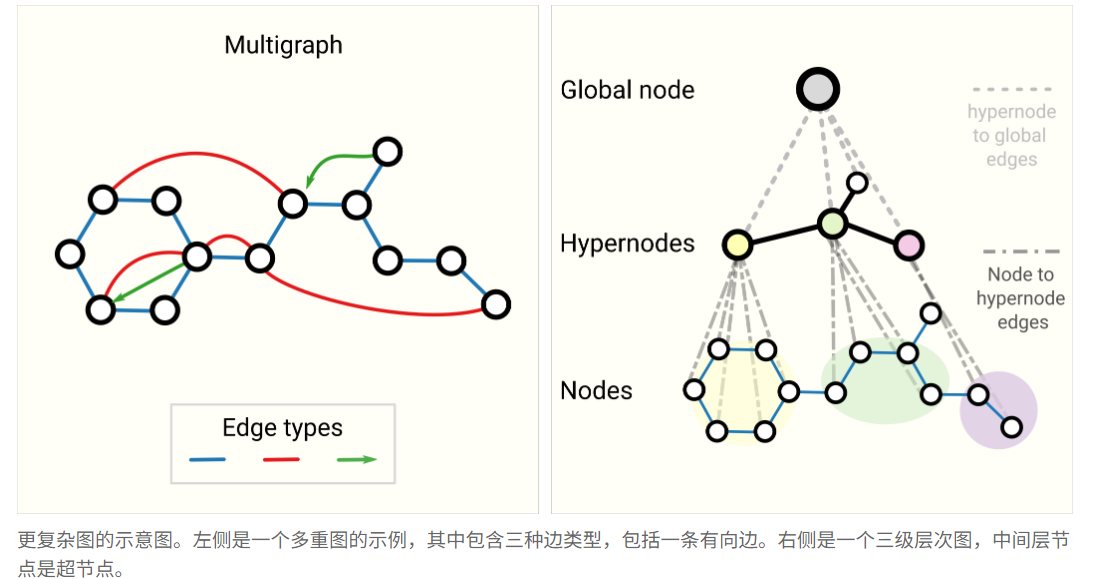 Multigraph
Edge types
Global node
hypernode
to global
edges
Hypernodes
Node to
hypernode
edges
Nodes
更复杂图的示意图。左侧是一个多重图的示例，其中包含三种边类型，包括一条有向边。右侧是一个三级层次图，中间层节
点是超节点。